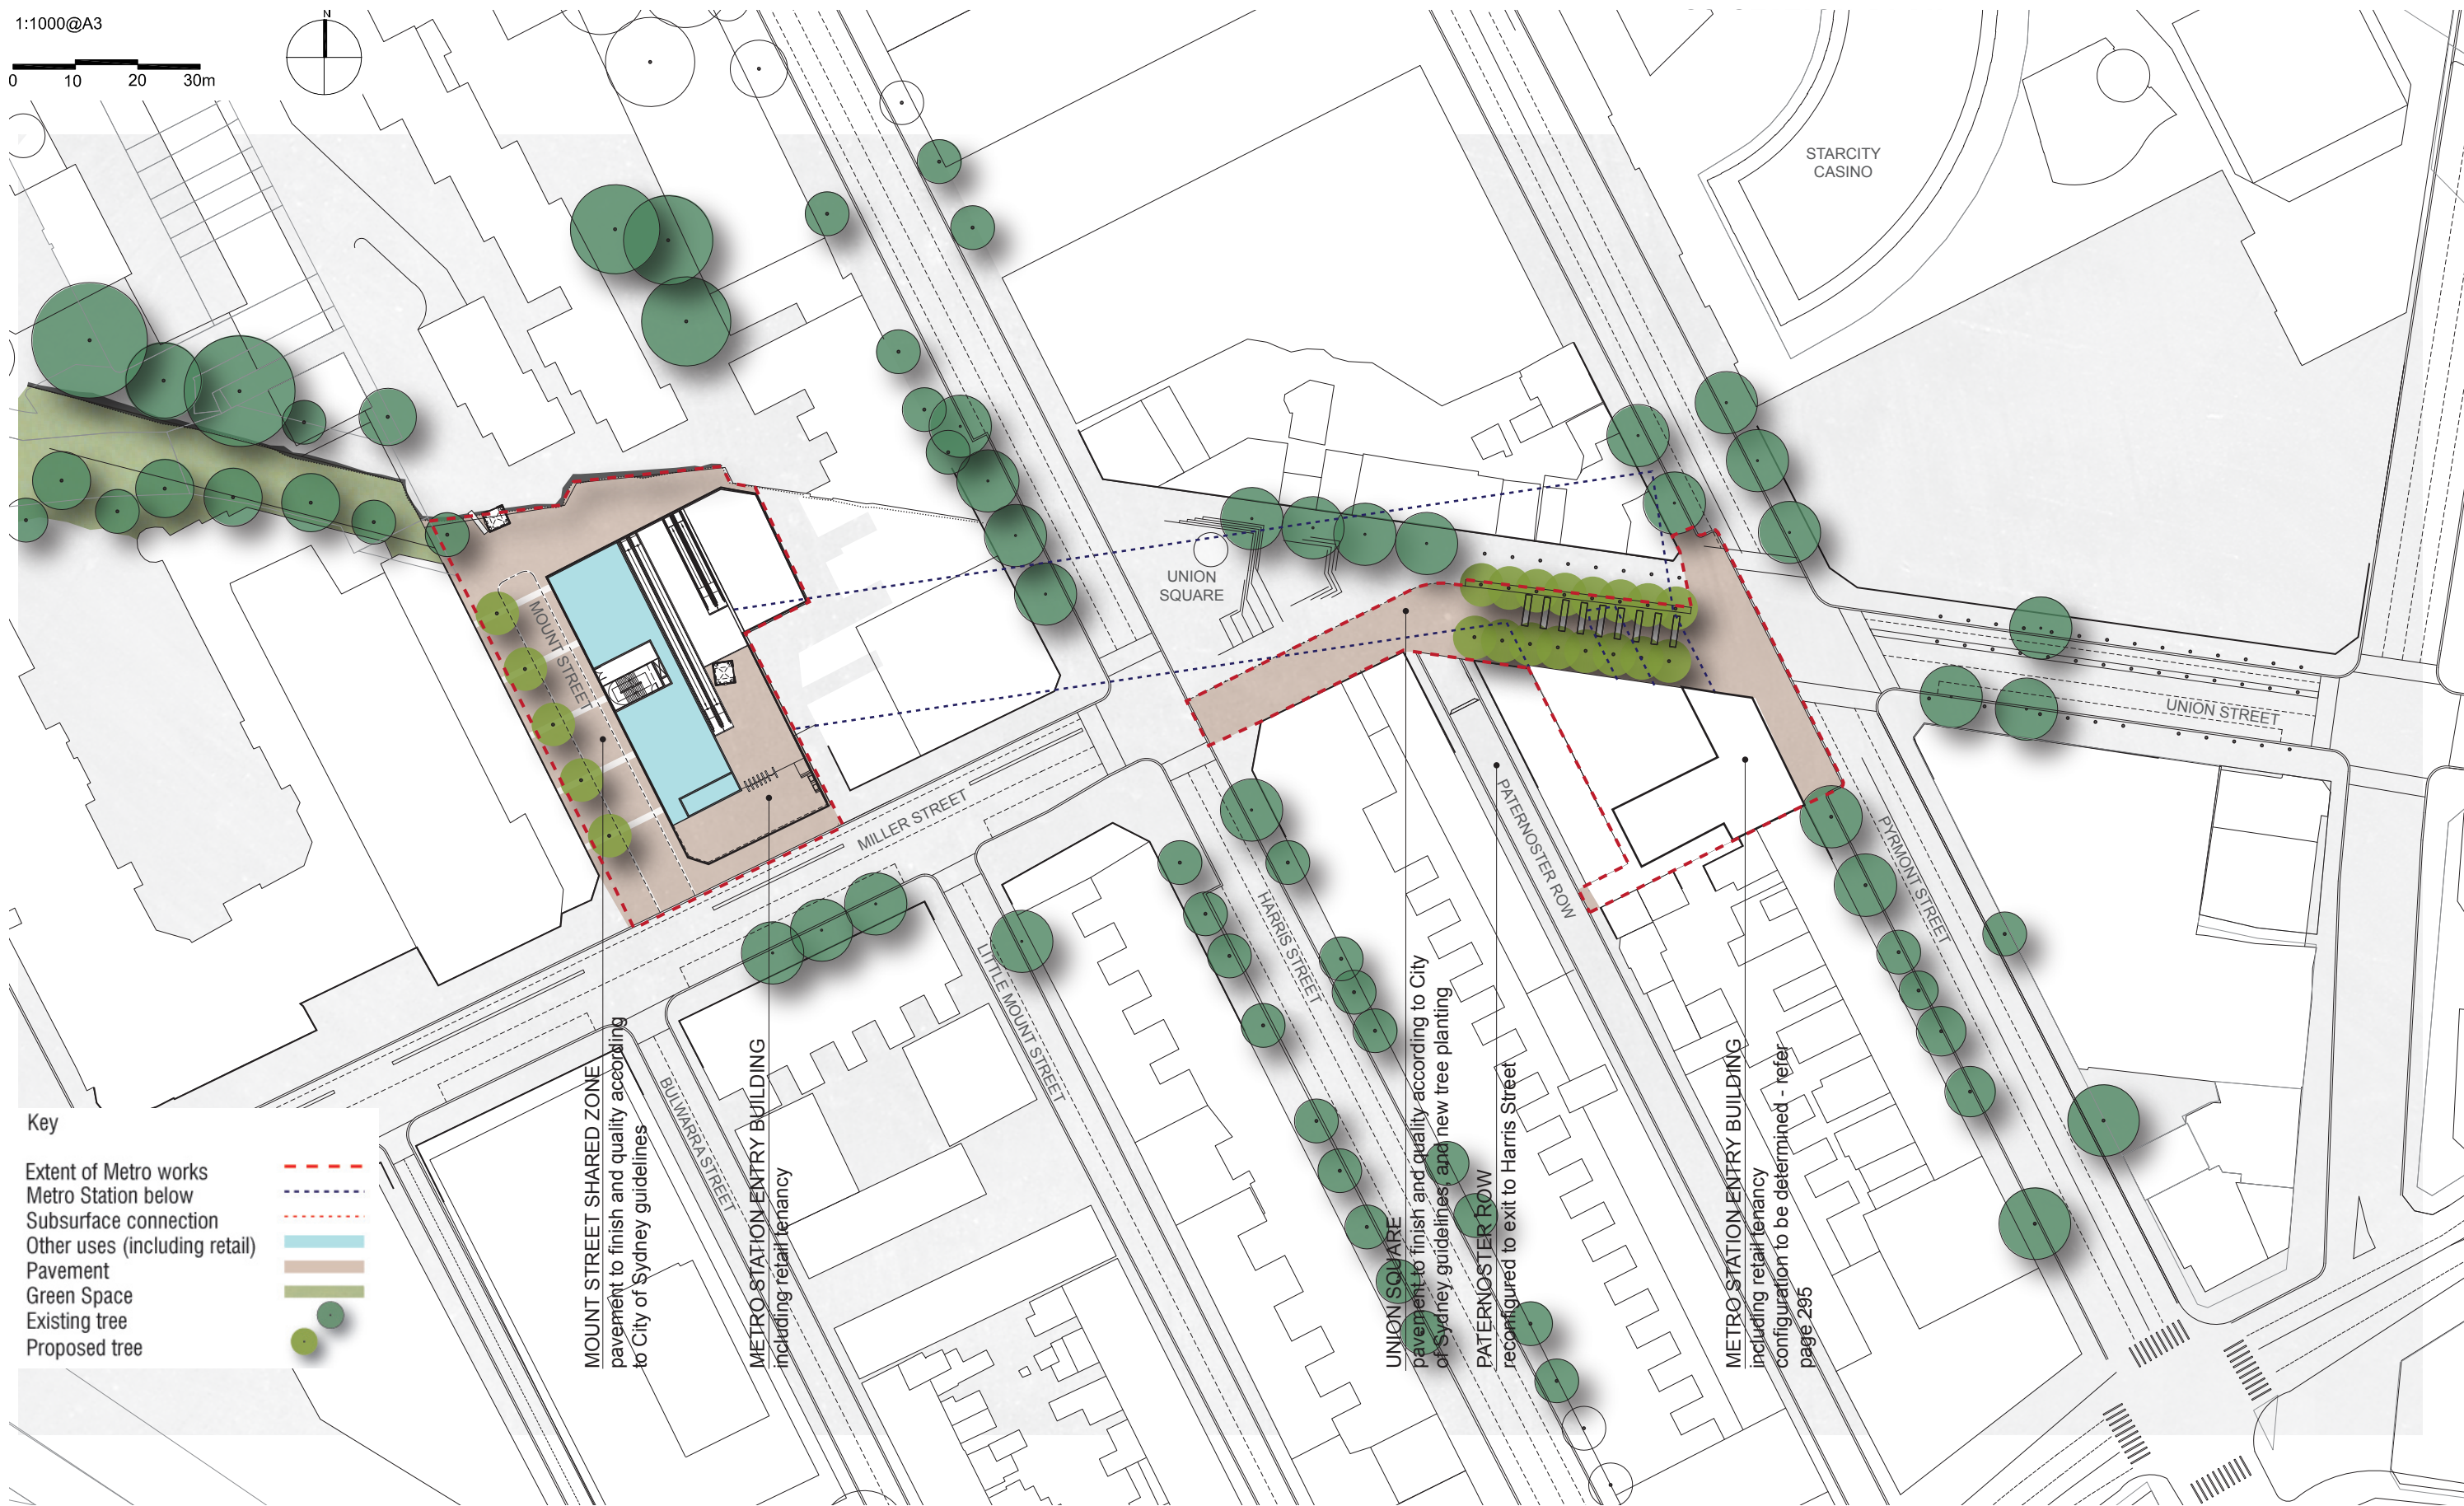 1:1000@A3
N
0 10 20 30m
STARCITY
CASINO
UNION
SQUARE
MOUNT STREET
UNION STREET
MILLER STREET
PATERNOSTER ROW
PYRMONT STREET
HARRIS STREET
LITTLE MOUNT STREET
BULWARRA STREET
MOUNT STREET SHARED ZONE
pavement to finish and quality according
to City of Sydney guidelines
METRO STATION ENTRY BUILDING
including retail tenancy
UNION SQUARE
pavement to finish and quality according to City
of Sydney guidelines and new tree planting
PATERNOSTER ROW
reconfigured to exit to Harris Street
METRO STATION ENTRY BUILDING
including retail tenancy
configuration to be determined - refer
page 295
Key
Extent of Metro works
Metro Station below
Subsurface connection
Other uses (including retail)
Pavement
Green Space
Existing tree
Proposed tree